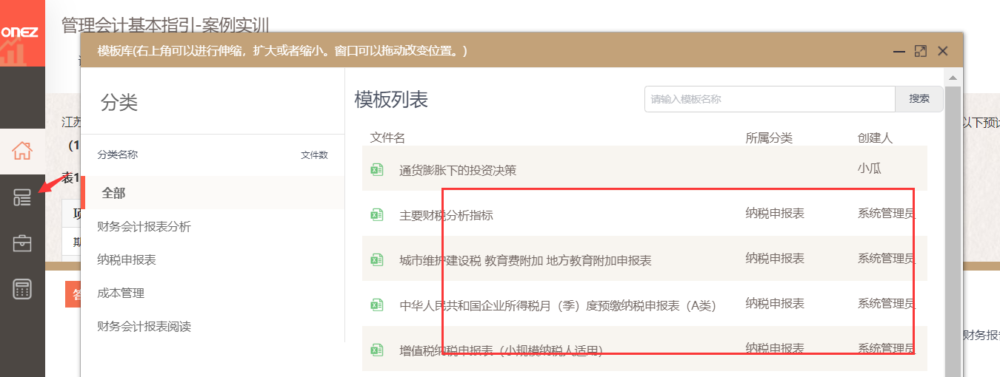 onez
管理会计基本指引-案例实训
模板库(右上角可以进行伸缩，扩大或者缩小。窗口可以拖动改变位置。)
分类
模板列表
请输入模板名称
搜索
江苏
以下预
(1
分类名称
文件数
文件名
所属分类
创建人
表1
全部
通货膨胀下的投资决策
小瓜
财务会计报表分析
主要财税分析指标
纳税申报表
系统管理员
期
纳税申报表
城市维护建设税 教育费附加 地方教育附加申报表
纳税申报表
系统管理员
成本管理
中华人民共和国企业所得税月（季）度预缴纳税申报表（A类）
纳税申报表
系统管理员
财务会计报表阅读
财务报
增值税纳税申报表（小规模纳税人适用）
纳税申报表
系统管理员